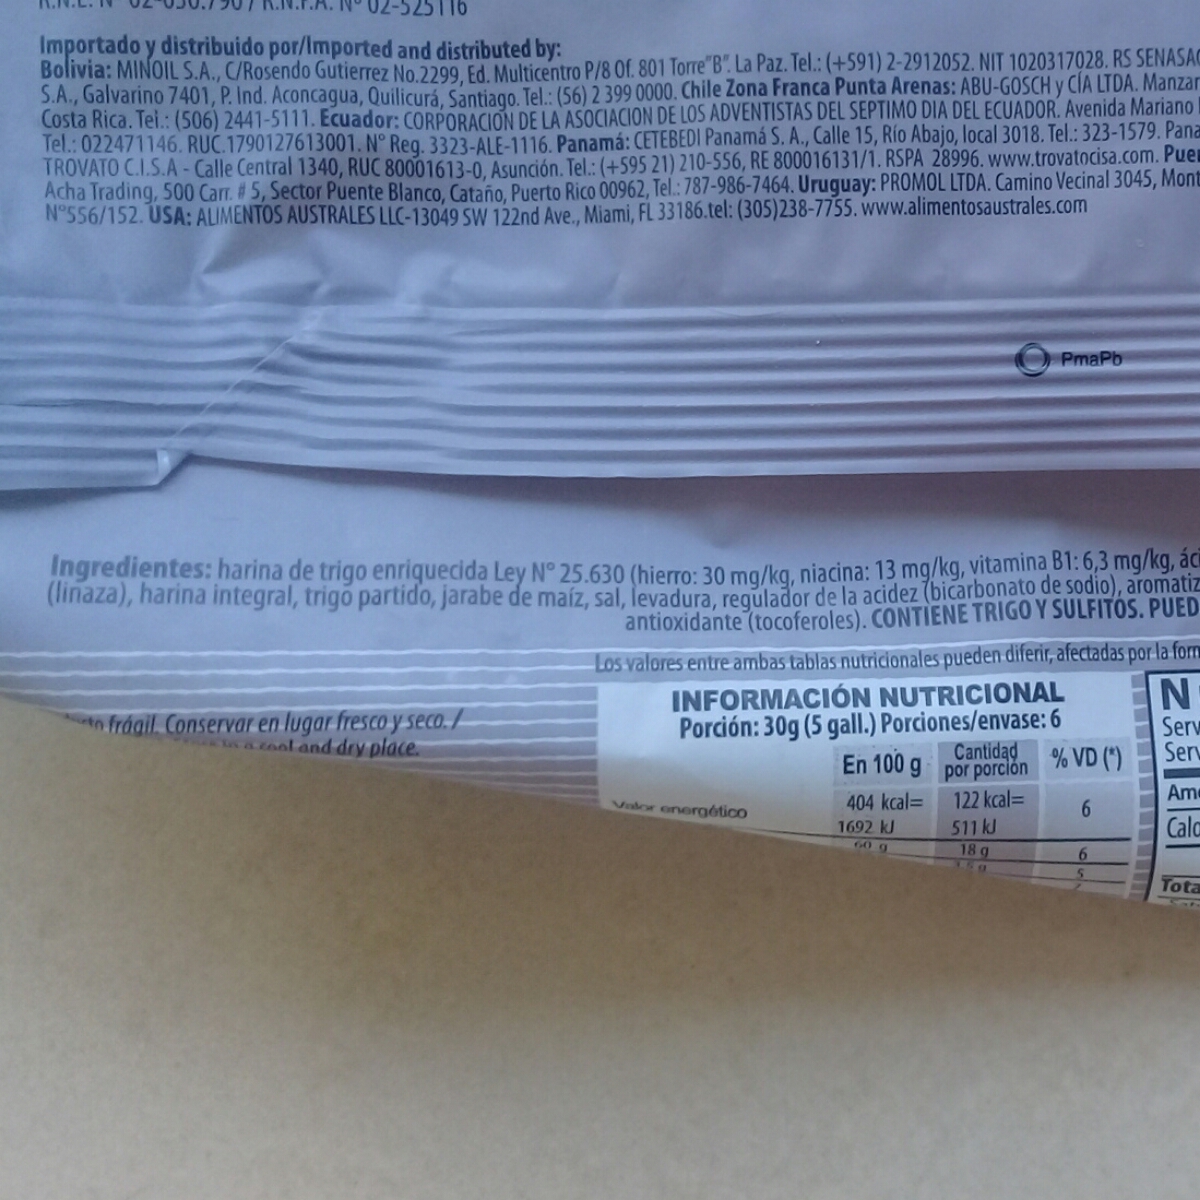 02-525116
Importado y distribuido por/Imported and distributed by:
Bolivia: MINOIL S.A., C/Rosendo Gutierrez No.2299, Ed. Multicentro P/8 Of. 801 Torre"B". La Paz. Tel.: (+591) 2-2912052. NIT 1020317028. RS SENASAG
S.A., Galvarino 7401, P. Ind. Aconcagua, Quilicurá, Santiago. Tel.: (56) 2 399 0000. Chile Zona Franca Punta Arenas: ABU-GOSCH y CÍA LTDA. Manzan
Costa Rica. Tel.: (506) 2441-5111. Ecuador: CORPORACIÓN DE LA ASOCIACION DE LOS ADVENTISTAS DEL SEPTIMO DIA DEL ECUADOR. Avenida Mariano
Tel.: 022471146. RUC.1790127613001. N° Reg. 3323-ALE-1116. Panamá: CETEBEDI Panamá S. A., Calle 15, Río Abajo, local 3018. Tel.: 323-1579. Pana
TROVATO C.I.S.A - Calle Central 1340, RUC 80001613-0, Asunción. Tel.: (+595 21) 210-556, RE 800016131/1. RSPA 28996. www.trovatocisa.com. Puer
Acha Trading, 500 Carr. # 5, Sector Puente Blanco, Cataño, Puerto Rico 00962, Tel.: 787-986-7464. Uruguay: PROMOL LTDA. Camino Vecinal 3045, Mont
N°556/152. USA: ALIMENTOS AUSTRALES LLC-13049 SW 122nd Ave., Miami, FL 33186.tel: (305)238-7755. www.alimentosaustrales.com
PmaPb
Ingredientes: harina de trigo enriquecida Ley N° 25.630 (hierro: 30 mg/kg, niacina: 13 mg/kg, vitamina B1: 6,3 mg/kg, áci
(linaza), harina integral, trigo partido, jarabe de maíz, sal, levadura, regulador de la acidez (bicarbonato de sodio), aromatiz
antioxidante (tocoferoles). CONTIENE TRIGO Y SULFITOS. PUED
Los valores entre ambas tablas nutricionales pueden diferir, afectadas por la form
frágil. Conservar en lugar fresco y seco. /
cool and dry place.
INFORMACIÓN NUTRICIONAL
Porción: 30g (5 gall.) Porciones/envase: 6
En 100 g Cantidad por porción % VD (*)
Valor energético 404 kcal= 1692 kJ 122 kcal= 511 kJ 6
60 g 18 g 6
5
N
Serv
Serv
Amo
Calo
Tota